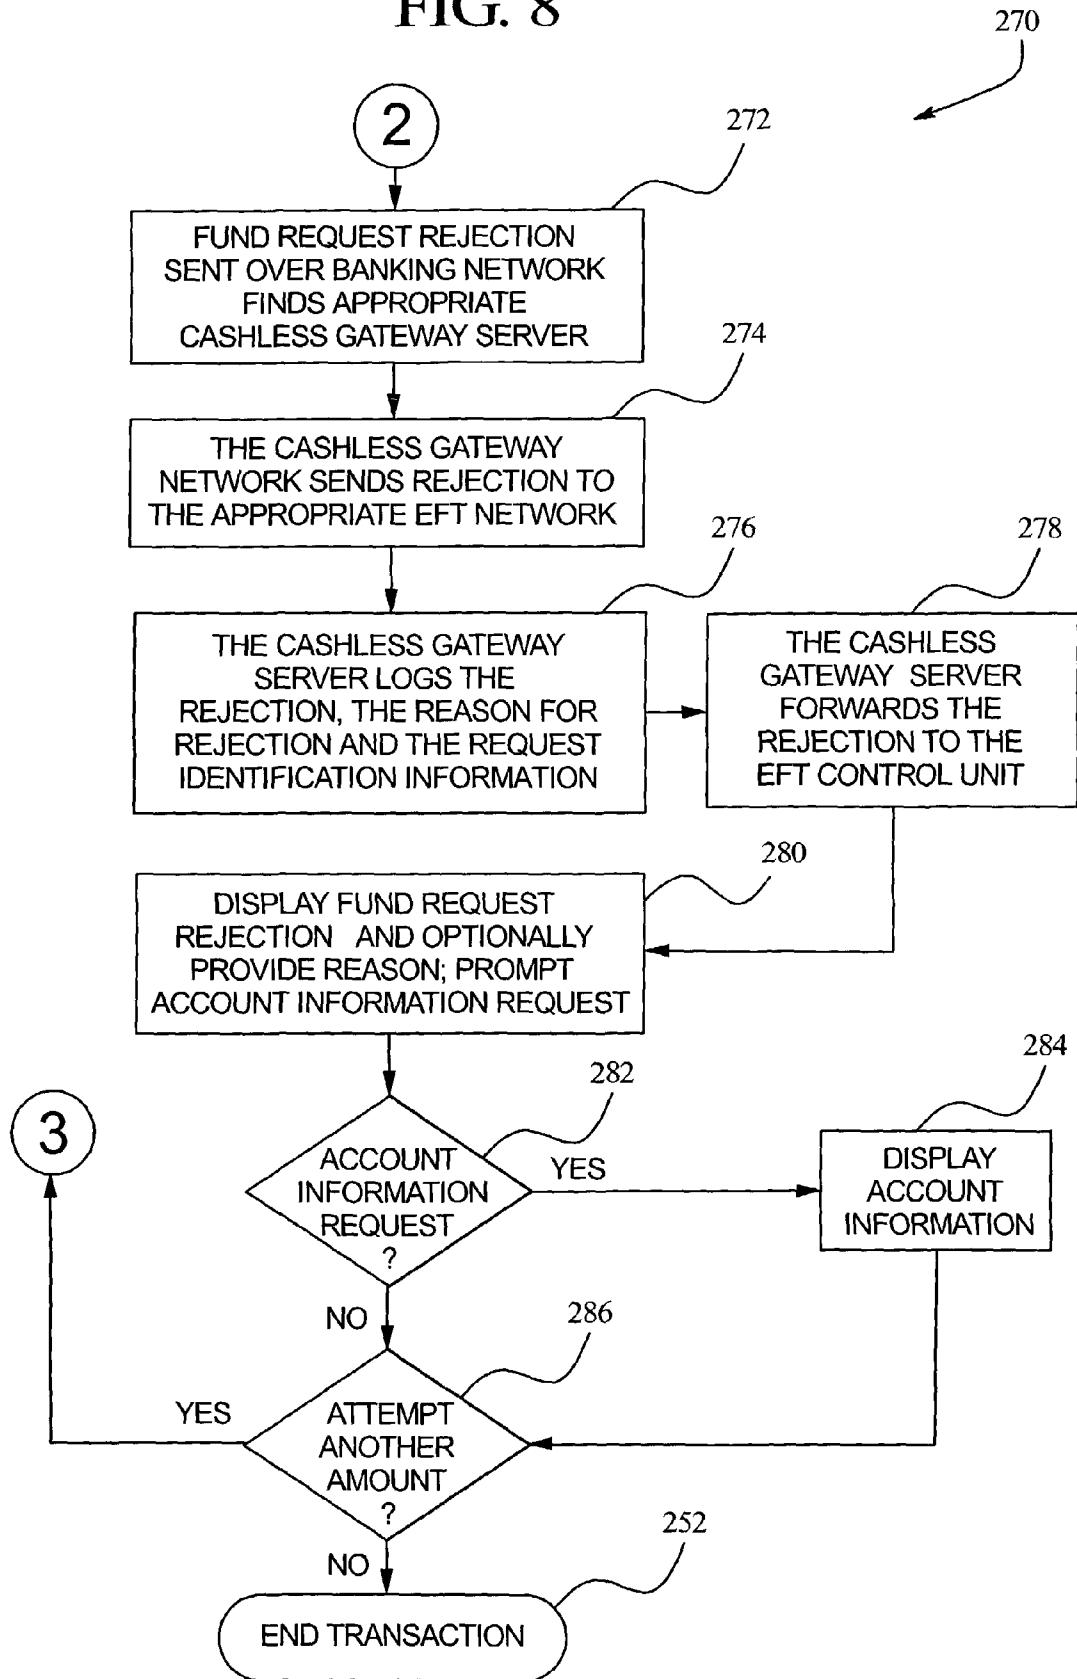 FIG. 8
270
2
272
FUND REQUEST REJECTION
SENT OVER BANKING NETWORK
FINDS APPROPRIATE
CASHLESS GATEWAY SERVER
274
THE CASHLESS GATEWAY
NETWORK SENDS REJECTION TO
THE APPROPRIATE EFT NETWORK
276
THE CASHLESS GATEWAY
SERVER LOGS THE
REJECTION, THE REASON FOR
REJECTION AND THE REQUEST
IDENTIFICATION INFORMATION
278
THE CASHLESS
GATEWAY SERVER
FORWARDS THE
REJECTION TO THE
EFT CONTROL UNIT
280
DISPLAY FUND REQUEST
REJECTION AND OPTIONALLY
PROVIDE REASON; PROMPT
ACCOUNT INFORMATION REQUEST
282
ACCOUNT
INFORMATION
REQUEST
?
YES
284
DISPLAY
ACCOUNT
INFORMATION
3
NO
286
YES
ATTEMPT
ANOTHER
AMOUNT
?
NO
252
END TRANSACTION